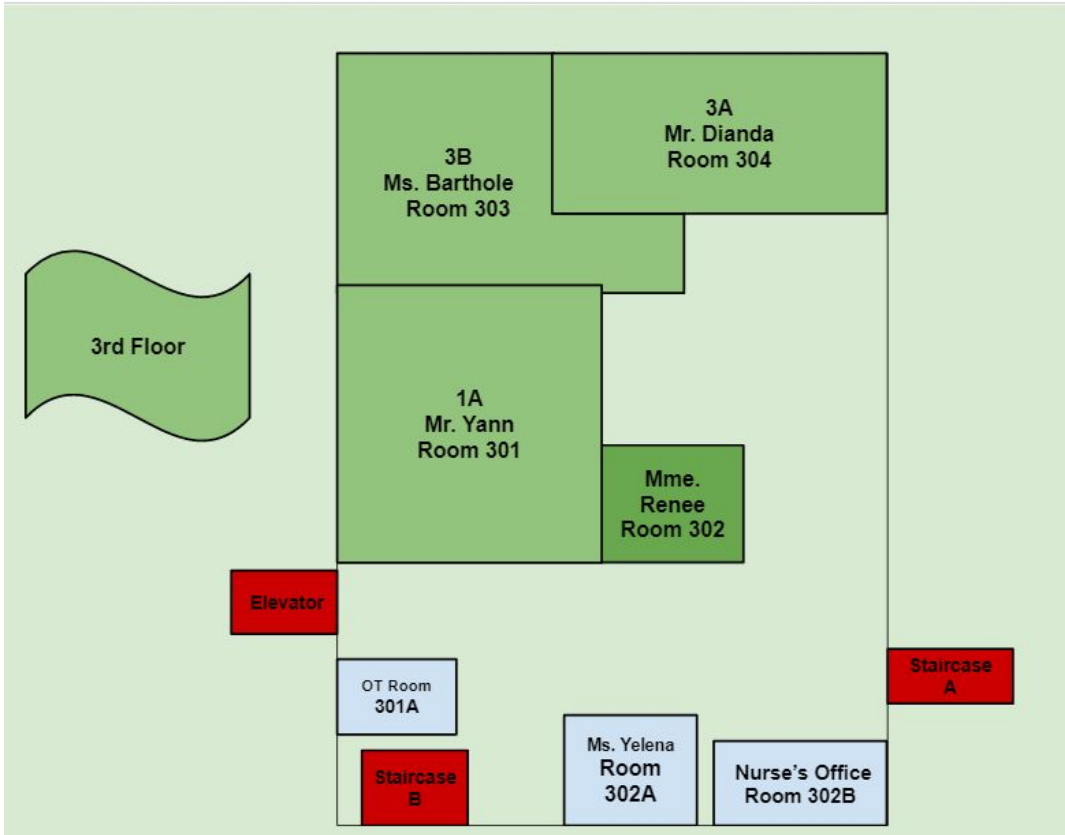 3A
Mr. Dianda
Room 304
3B
Ms. Barthole
Room 303
3rd Floor
1A
Mr. Yann
Room 301
Mme.
Renee
Room 302
Elevator
OT Room
301A
Staircase
A
Staircase
B
Ms. Yelena
Room
302A
Nurse's Office
Room 302B